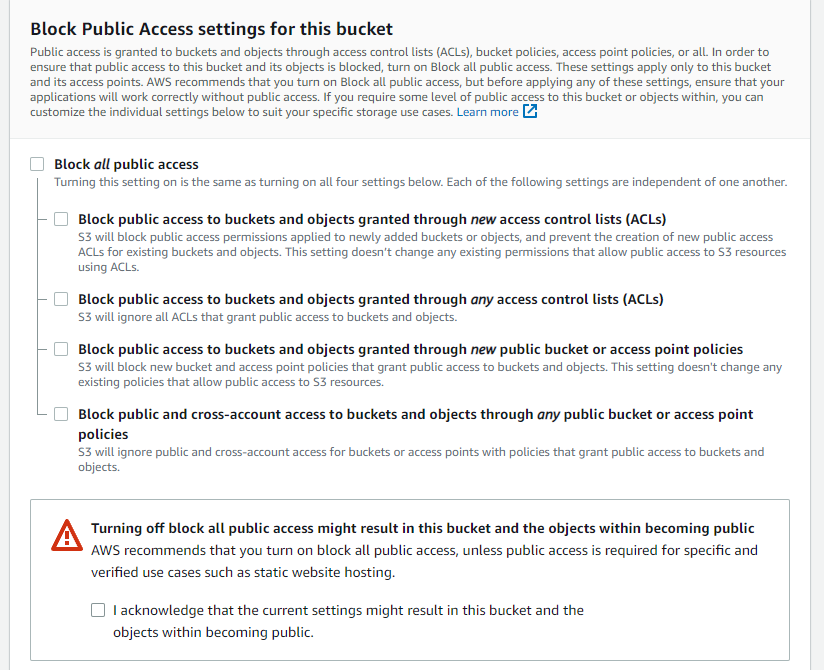 Block Public Access settings for this bucket
Public access is granted to buckets and objects through access control lists (ACLs), bucket policies, access point policies, or all. In order to
ensure that public access to this bucket and its objects is blocked, turn on Block all public access. These settings apply only to this bucket
and its access points. AWS recommends that you turn on Block all public access, but before applying any of these settings, ensure that your
applications will work correctly without public access. If you require some level of public access to this bucket or objects within, you can
customize the individual settings below to suit your specific storage use cases. Learn more
Block all public access
Turning this setting on is the same as turning on all four settings below. Each of the following settings are independent of one another.
Block public access to buckets and objects granted through new access control lists (ACLs)
S3 will block public access permissions applied to newly added buckets or objects, and prevent the creation of new public access
ACLs for existing buckets and objects. This setting doesn't change any existing permissions that allow public access to S3 resources
using ACLs.
Block public access to buckets and objects granted through any access control lists (ACLs)
S3 will ignore all ACLs that grant public access to buckets and objects.
Block public access to buckets and objects granted through new public bucket or access point policies
S3 will block new bucket and access point policies that grant public access to buckets and objects. This setting doesn't change any
existing policies that allow public access to S3 resources.
Block public and cross-account access to buckets and objects through any public bucket or access point
policies
S3 will ignore public and cross-account access for buckets or access points with policies that grant public access to buckets and
objects.
Turning off block all public access might result in this bucket and the objects within becoming public
AWS recommends that you turn on block all public access, unless public access is required for specific and
verified use cases such as static website hosting.
I acknowledge that the current settings might result in this bucket and the
objects within becoming public.